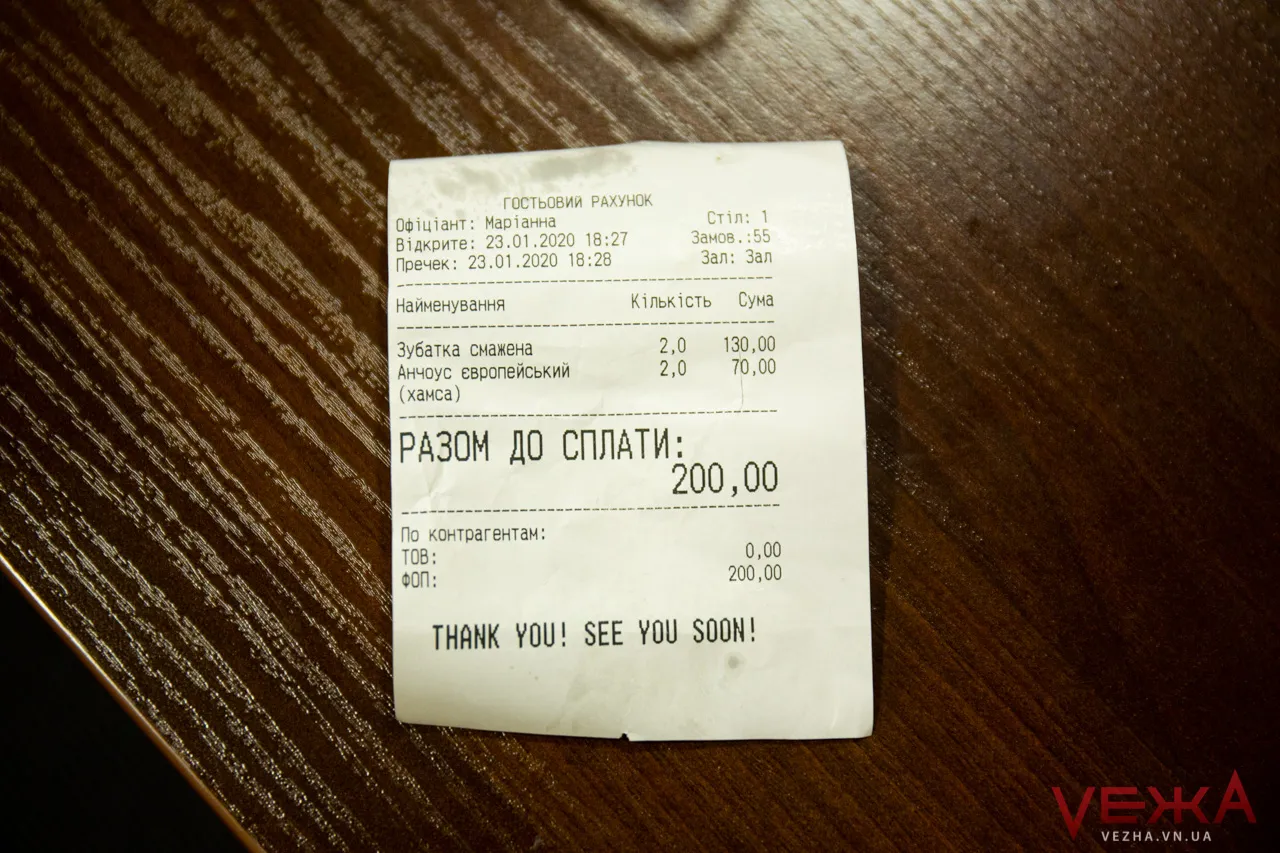 ГОСТЬОВИЙ РАХУНОК
Офіціант: Маріанна Стіл: 1
Відкрите: 23.01.2020 18:27 Замов.:55
Пречек: 23.01.2020 18:28 Зал: Зал
Найменування Кількість Сума
Зубатка смажена 2,0 130,00
Анчоус європейський 2,0 70,00
(хамса)
РАЗОМ ДО СПЛАТИ:
200,00
По контрагентам:
ТОВ: 0,00
ФОП: 200,00
THANK YOU! SEE YOU SOON!
VЕЖА
VEZHA.VN.UA